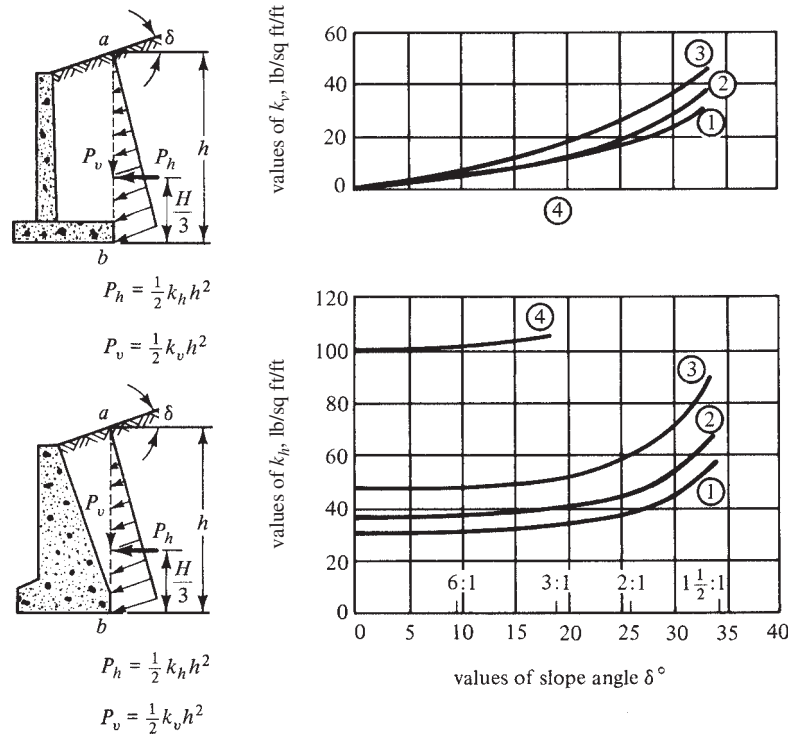 a
δ
P_v
P_h
h
H/3
b
P_h = 1/2 k_h h²
P_v = 1/2 k_v h²
a
δ
P_v
P_h
h
H/3
b
P_h = 1/2 k_h h²
P_v = 1/2 k_v h²
values of k_v, lb/sq ft/ft
60
40
20
0
③
②
①
④
values of k_h, lb/sq ft/ft
120
100
80
60
40
20
0
④
③
②
①
6:1 3:1 2:1 1 1/2:1
0 5 10 15 20 25 30 35 40
values of slope angle δ°